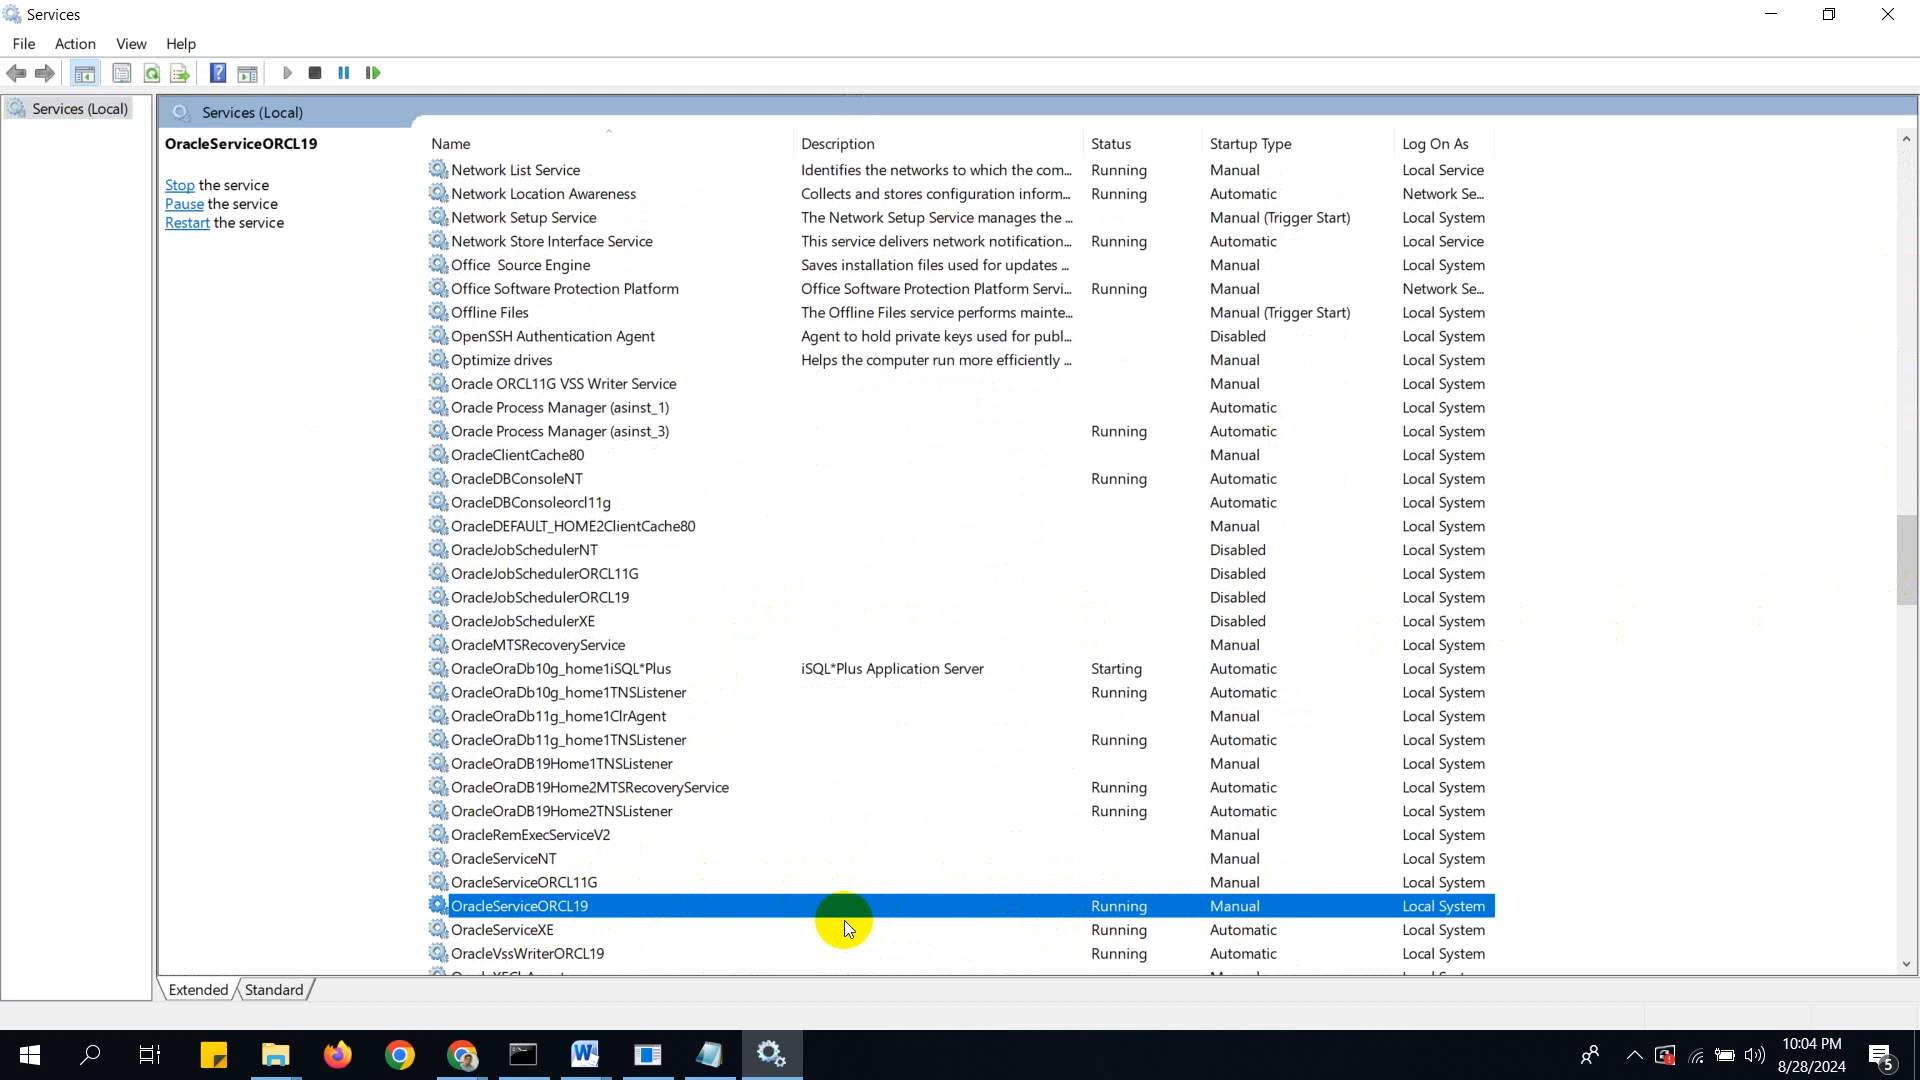 Services
File Action View Help
Services (Local)
Services (Local)
OracleServiceORCL19
Stop the service
Pause the service
Restart the service
Name Description Status Startup Type Log On As
Network List Service Identifies the networks to which the com... Running Manual Local Service
Network Location Awareness Collects and stores configuration inform... Running Automatic Network Se...
Network Setup Service The Network Setup Service manages the ... Manual (Trigger Start) Local System
Network Store Interface Service This service delivers network notification... Running Automatic Local Service
Office  Source Engine Saves installation files used for updates ... Manual Local System
Office Software Protection Platform Office Software Protection Platform Servi... Running Manual Network Se...
Offline Files The Offline Files service performs mainte... Manual (Trigger Start) Local System
OpenSSH Authentication Agent Agent to hold private keys used for publ... Disabled Local System
Optimize drives Helps the computer run more efficiently ... Manual Local System
Oracle ORCL11G VSS Writer Service Manual Local System
Oracle Process Manager (asinst_1) Automatic Local System
Oracle Process Manager (asinst_3) Running Automatic Local System
OracleClientCache80 Manual Local System
OracleDBConsoleNT Running Automatic Local System
OracleDBConsoleorcl11g Automatic Local System
OracleDEFAULT_HOME2ClientCache80 Manual Local System
OracleJobSchedulerNT Disabled Local System
OracleJobSchedulerORCL11G Disabled Local System
OracleJobSchedulerORCL19 Disabled Local System
OracleJobSchedulerXE Disabled Local System
OracleMTSRecoveryService Manual Local System
OracleOraDb10g_home1iSQL*Plus iSQL*Plus Application Server Starting Automatic Local System
OracleOraDb10g_home1TNSListener Running Automatic Local System
OracleOraDb11g_home1ClrAgent Manual Local System
OracleOraDb11g_home1TNSListener Running Automatic Local System
OracleOraDB19Home1TNSListener Manual Local System
OracleOraDB19Home2MTSRecoveryService Running Automatic Local System
OracleOraDB19Home2TNSListener Running Automatic Local System
OracleRemExecServiceV2 Manual Local System
OracleServiceNT Manual Local System
OracleServiceORCL11G Manual Local System
OracleServiceORCL19 Running Manual Local System
OracleServiceXE Running Automatic Local System
OracleVssWriterORCL19 Running Automatic Local System
Extended Standard
10:04 PM
8/28/2024
5